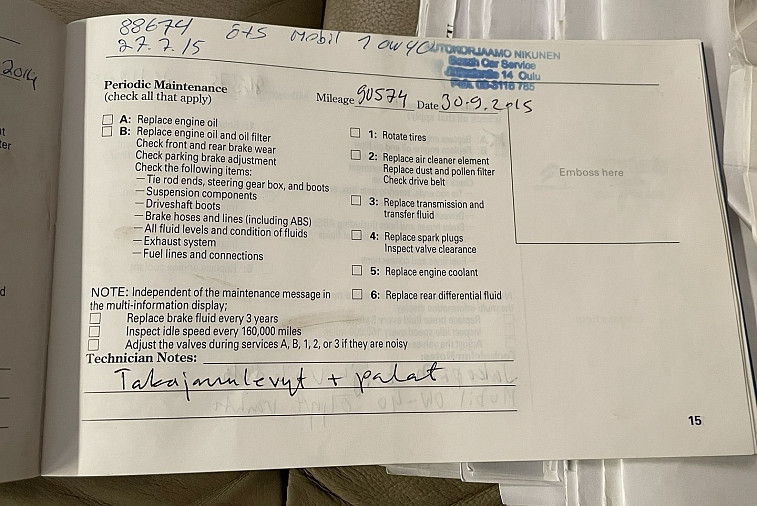 2014
88674 ö+s Mobil 1 0W40
27.7.15
AUTOKORJAAMO NIKUNEN
Bosch Car Service
14 Oulu
Periodic Maintenance
(check all that apply)
Mileage 90574 Date 30.9.2015
A: Replace engine oil
B: Replace engine oil and oil filter
Check front and rear brake wear
Check parking brake adjustment
Check the following items:
— Tie rod ends, steering gear box, and boots
— Suspension components
— Driveshaft boots
— Brake hoses and lines (including ABS)
— All fluid levels and condition of fluids
— Exhaust system
— Fuel lines and connections
1: Rotate tires
2: Replace air cleaner element
Replace dust and pollen filter
Check drive belt
3: Replace transmission and
transfer fluid
4: Replace spark plugs
Inspect valve clearance
5: Replace engine coolant
6: Replace rear differential fluid
Emboss here
NOTE: Independent of the maintenance message in
the multi-information display;
Replace brake fluid every 3 years
Inspect idle speed every 160,000 miles
Adjust the valves during services A, B, 1, 2, or 3 if they are noisy
Technician Notes:
Takajarrulevyt + palat
15